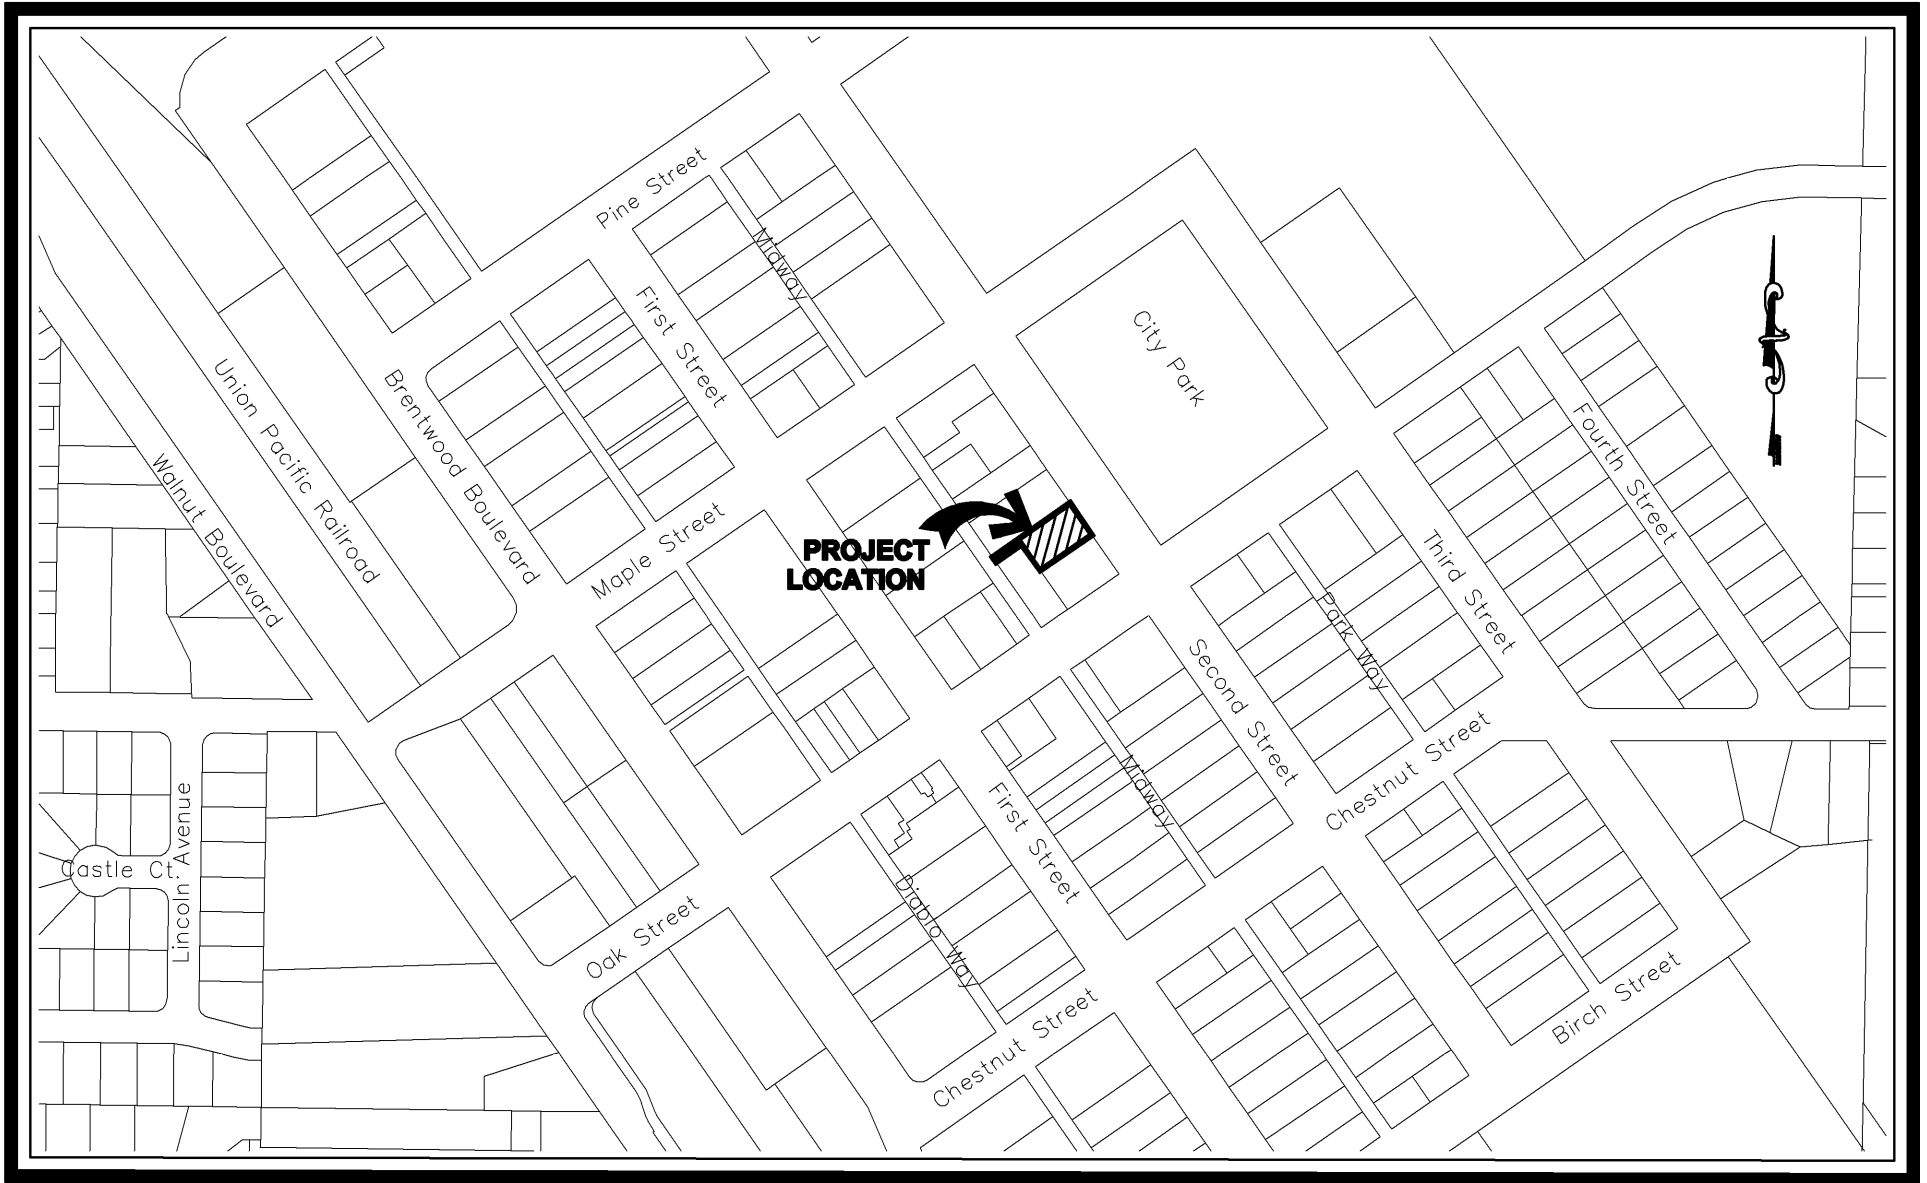 Pine Street
Midway
First Street
City Park
Union Pacific Railroad
Brentwood Boulevard
Walnut Boulevard
Maple Street
PROJECT
LOCATION
Fourth Street
Third Street
Park Way
Second Street
Chestnut Street
Midway
First Street
Lincoln Avenue
Castle Ct.
Diablo Way
Oak Street
Chestnut Street
Birch Street